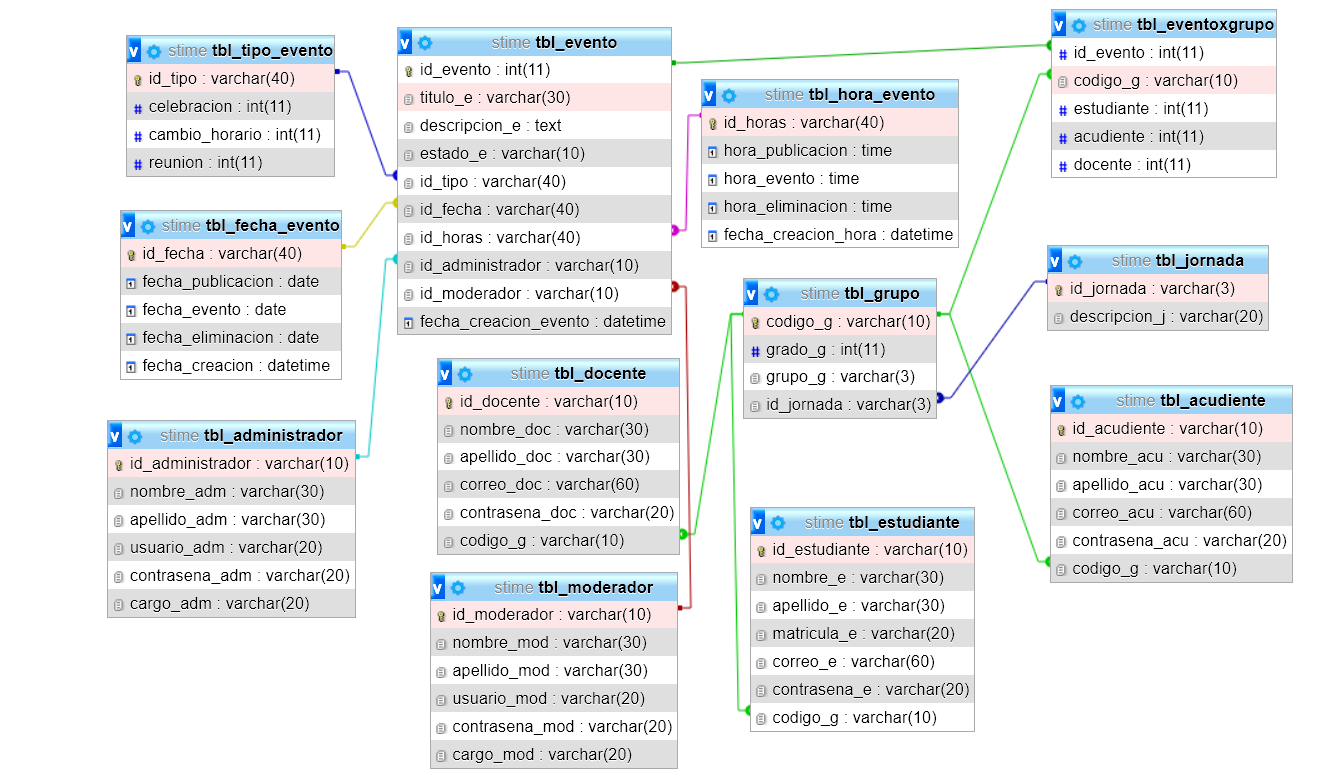 v stime tbl_tipo_evento
id_tipo : varchar(40)
# celebracion : int(11)
# cambio_horario : int(11)
# reunion : int(11)
v stime tbl_fecha_evento
id_fecha : varchar(40)
fecha_publicacion : date
fecha_evento : date
fecha_eliminacion : date
fecha_creacion : datetime
v stime tbl_administrador
id_administrador : varchar(10)
nombre_adm : varchar(30)
apellido_adm : varchar(30)
usuario_adm : varchar(20)
contrasena_adm : varchar(20)
cargo_adm : varchar(20)
v stime tbl_evento
id_evento : int(11)
titulo_e : varchar(30)
descripcion_e : text
estado_e : varchar(10)
id_tipo : varchar(40)
id_fecha : varchar(40)
id_horas : varchar(40)
id_administrador : varchar(10)
id_moderador : varchar(10)
fecha_creacion_evento : datetime
v stime tbl_docente
id_docente : varchar(10)
nombre_doc : varchar(30)
apellido_doc : varchar(30)
correo_doc : varchar(60)
contrasena_doc : varchar(20)
codigo_g : varchar(10)
v stime tbl_moderador
id_moderador : varchar(10)
nombre_mod : varchar(30)
apellido_mod : varchar(30)
usuario_mod : varchar(20)
contrasena_mod : varchar(20)
cargo_mod : varchar(20)
v stime tbl_hora_evento
id_horas : varchar(40)
hora_publicacion : time
hora_evento : time
hora_eliminacion : time
fecha_creacion_hora : datetime
v stime tbl_grupo
codigo_g : varchar(10)
# grado_g : int(11)
grupo_g : varchar(3)
id_jornada : varchar(3)
v stime tbl_estudiante
id_estudiante : varchar(10)
nombre_e : varchar(30)
apellido_e : varchar(30)
matricula_e : varchar(20)
correo_e : varchar(60)
contrasena_e : varchar(20)
codigo_g : varchar(10)
v stime tbl_eventoxgrupo
# id_evento : int(11)
codigo_g : varchar(10)
# estudiante : int(11)
# acudiente : int(11)
# docente : int(11)
v stime tbl_jornada
id_jornada : varchar(3)
descripcion_j : varchar(20)
v stime tbl_acudiente
id_acudiente : varchar(10)
nombre_acu : varchar(30)
apellido_acu : varchar(30)
correo_acu : varchar(60)
contrasena_acu : varchar(20)
codigo_g : varchar(10)